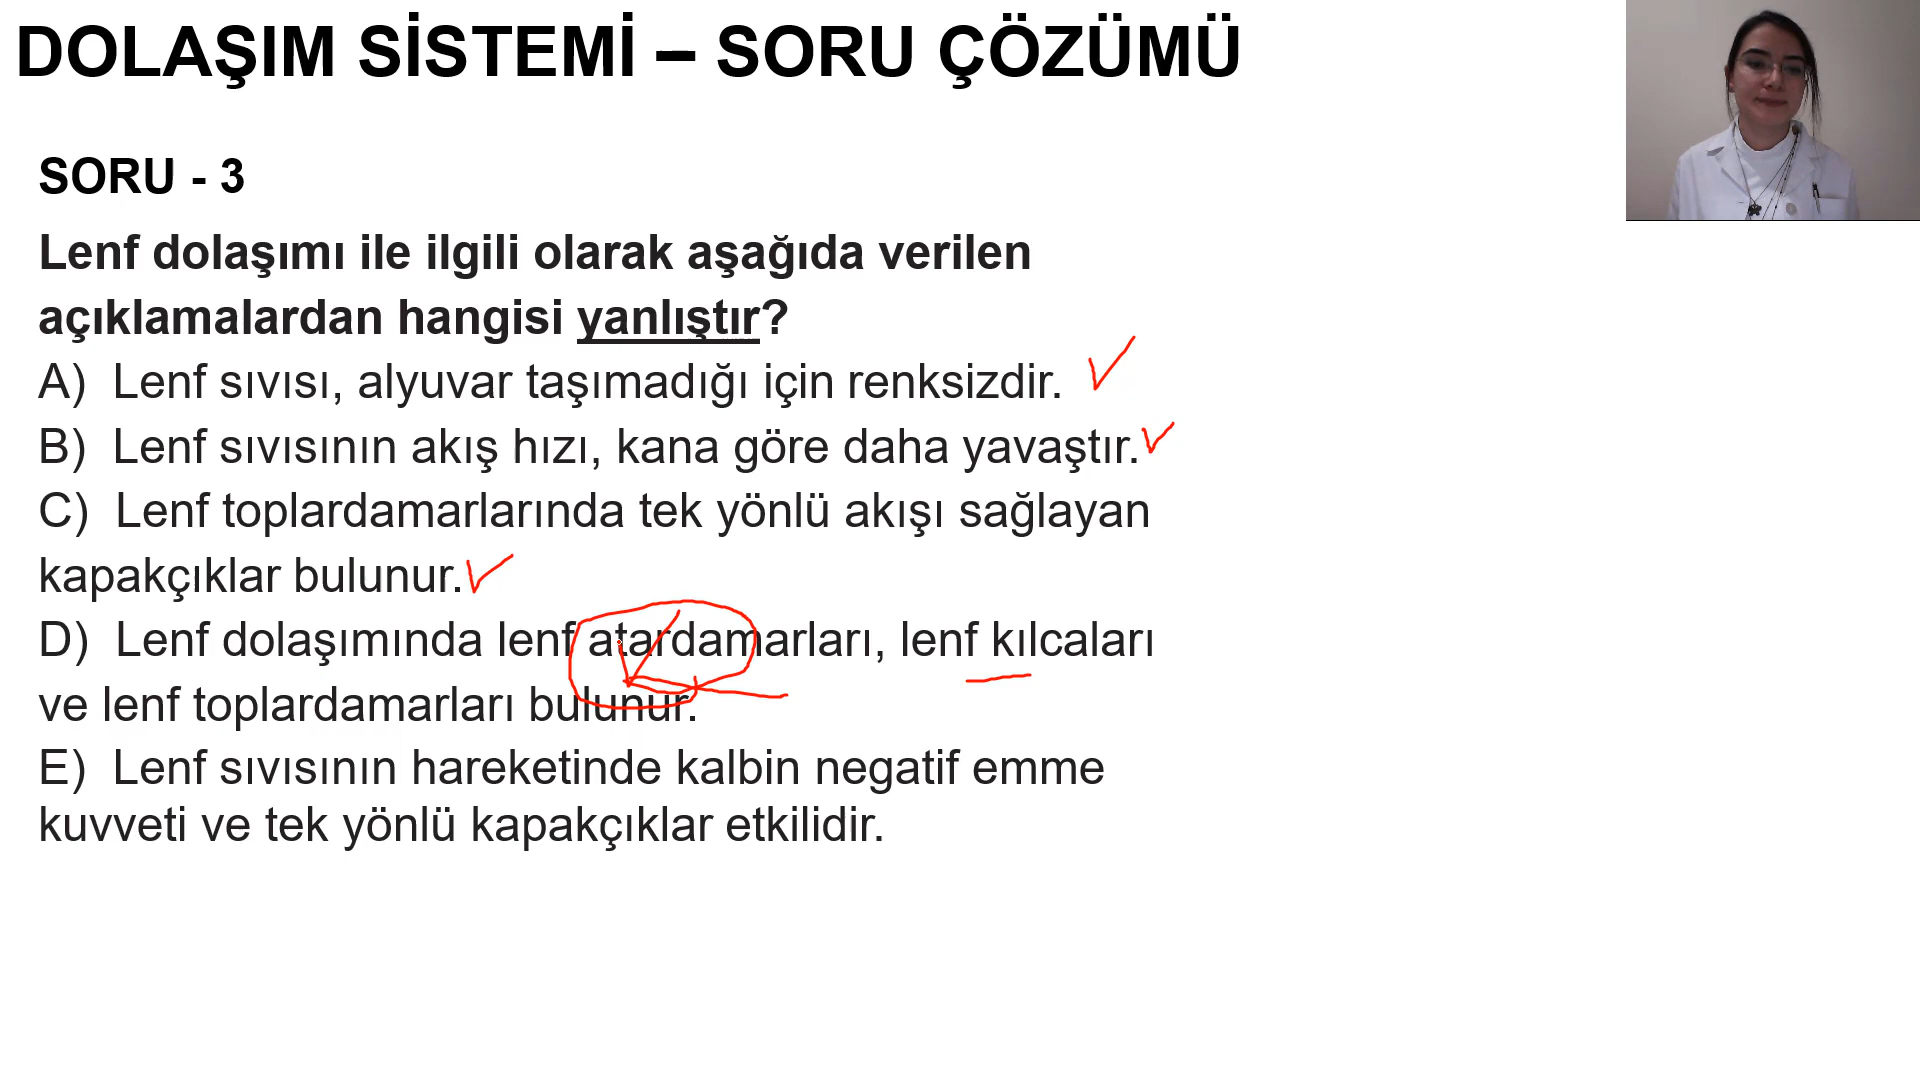 DOLAŞIM SİSTEMİ – SORU ÇÖZÜMÜ
SORU - 3
Lenf dolaşımı ile ilgili olarak aşağıda verilen
açıklamalardan hangisi yanlıştır?
A) Lenf sıvısı, alyuvar taşımadığı için renksizdir.
B) Lenf sıvısının akış hızı, kana göre daha yavaştır.
C) Lenf toplardamarlarında tek yönlü akışı sağlayan
kapakçıklar bulunur.
D) Lenf dolaşımında lenf atardamarları, lenf kılcaları
ve lenf toplardamarları bulunur.
E) Lenf sıvısının hareketinde kalbin negatif emme
kuvveti ve tek yönlü kapakçıklar etkilidir.